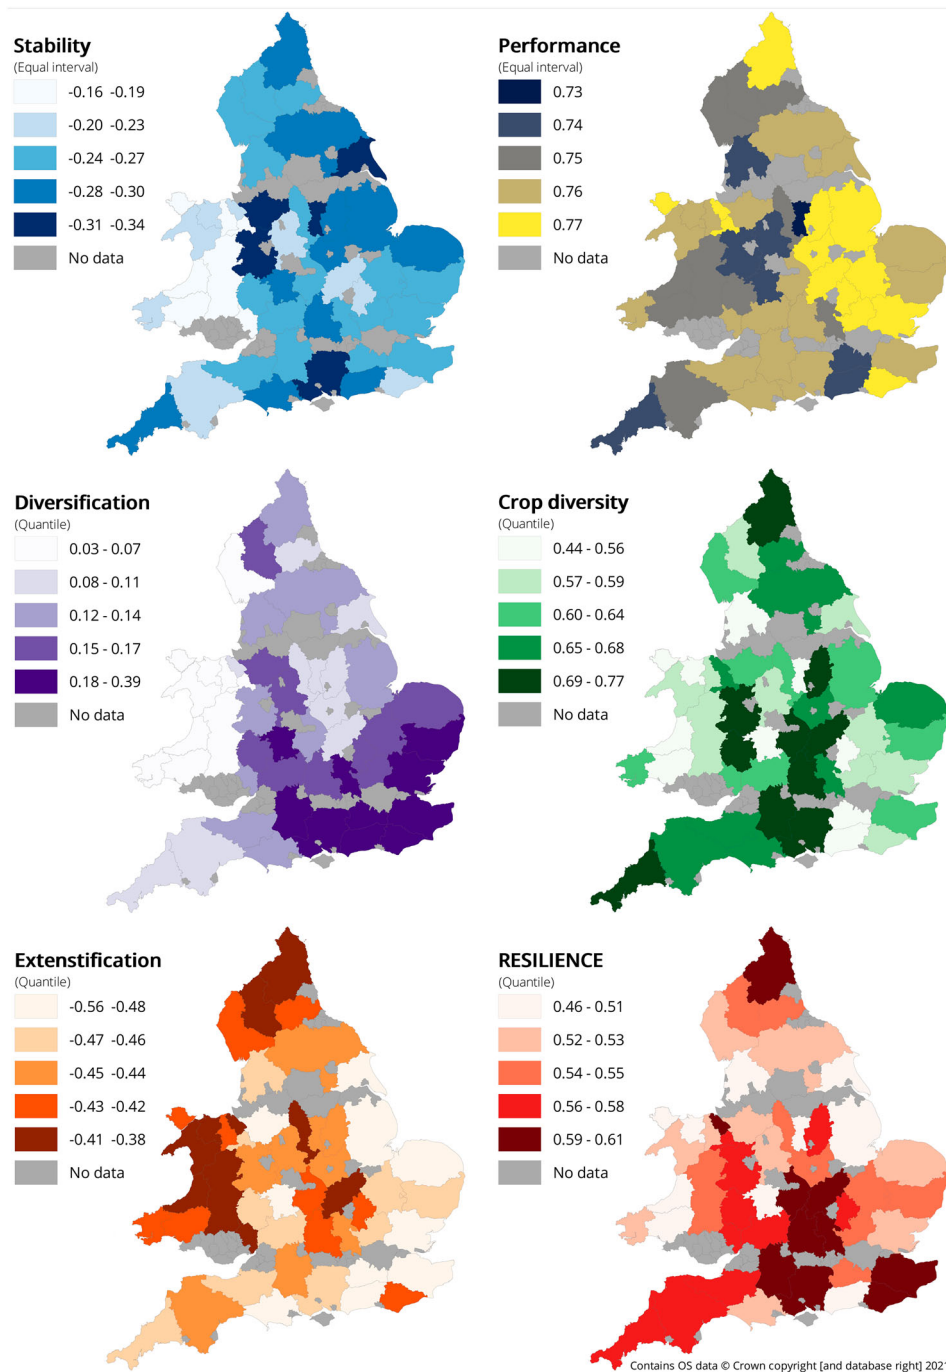 Stability
(Equal interval)
-0.16 -0.19
-0.20 -0.23
-0.24 -0.27
-0.28 -0.30
-0.31 -0.34
No data
Performance
(Equal interval)
0.73
0.74
0.75
0.76
0.77
No data
Diversification
(Quantile)
0.03 - 0.07
0.08 - 0.11
0.12 - 0.14
0.15 - 0.17
0.18 - 0.39
No data
Crop diversity
(Quantile)
0.44 - 0.56
0.57 - 0.59
0.60 - 0.64
0.65 - 0.68
0.69 - 0.77
No data
Extenstification
(Quantile)
-0.56 -0.48
-0.47 -0.46
-0.45 -0.44
-0.43 -0.42
-0.41 -0.38
No data
RESILIENCE
(Quantile)
0.46 - 0.51
0.52 - 0.53
0.54 - 0.55
0.56 - 0.58
0.59 - 0.61
No data
Contains OS data © Crown copyright [and database right] 202